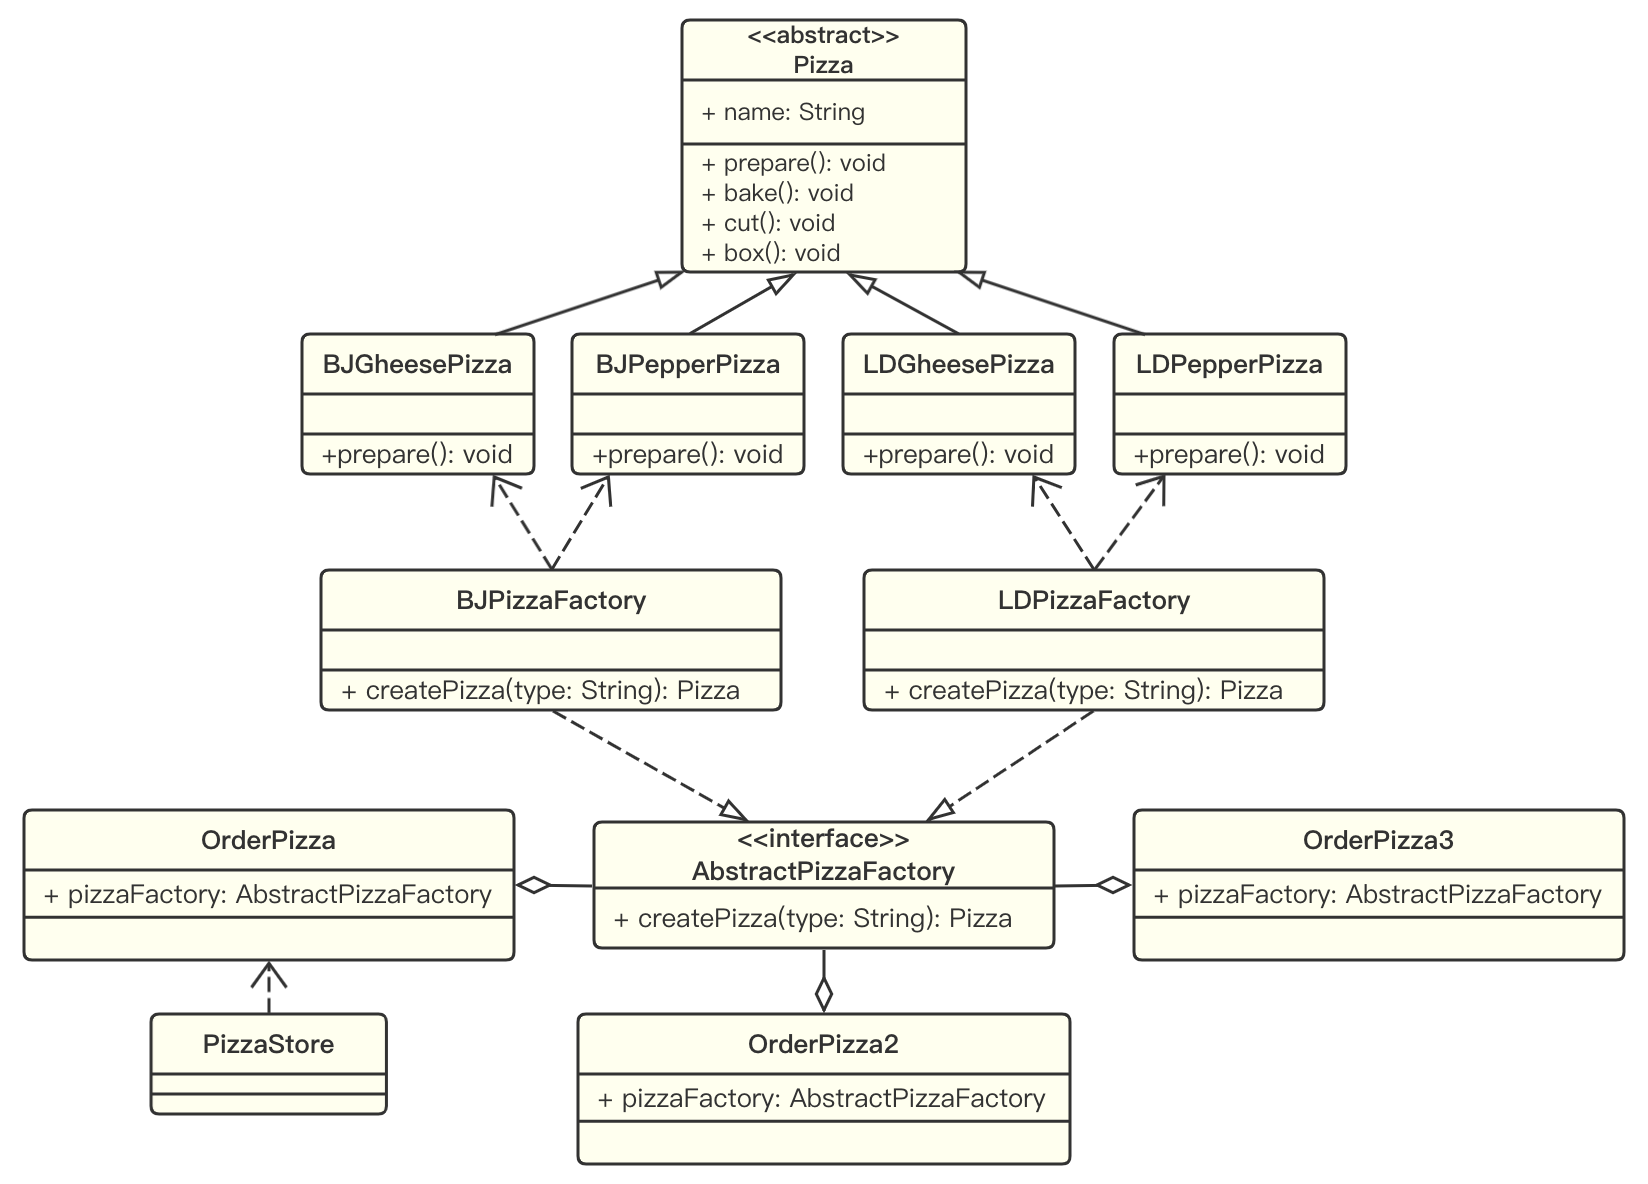 <<abstract>>
Pizza
+ name: String
+ prepare(): void
+ bake(): void
+ cut(): void
+ box(): void
BJGheesePizza
+prepare(): void
BJPepperPizza
+prepare(): void
LDGheesePizza
+prepare(): void
LDPepperPizza
+prepare(): void
BJPizzaFactory
+ createPizza(type: String): Pizza
LDPizzaFactory
+ createPizza(type: String): Pizza
OrderPizza
+ pizzaFactory: AbstractPizzaFactory
<<interface>>
AbstractPizzaFactory
+ createPizza(type: String): Pizza
OrderPizza3
+ pizzaFactory: AbstractPizzaFactory
PizzaStore
OrderPizza2
+ pizzaFactory: AbstractPizzaFactory